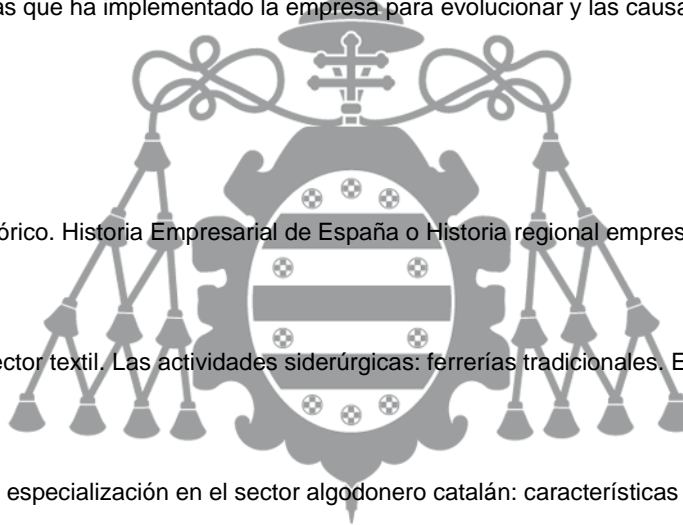 as que ha implementado la empresa para evolucionar y las causa
órico. Historia Empresarial de España o Historia regional empres
ector textil. Las actividades siderúrgicas: ferrerías tradicionales. E
especialización en el sector algodonero catalán: características